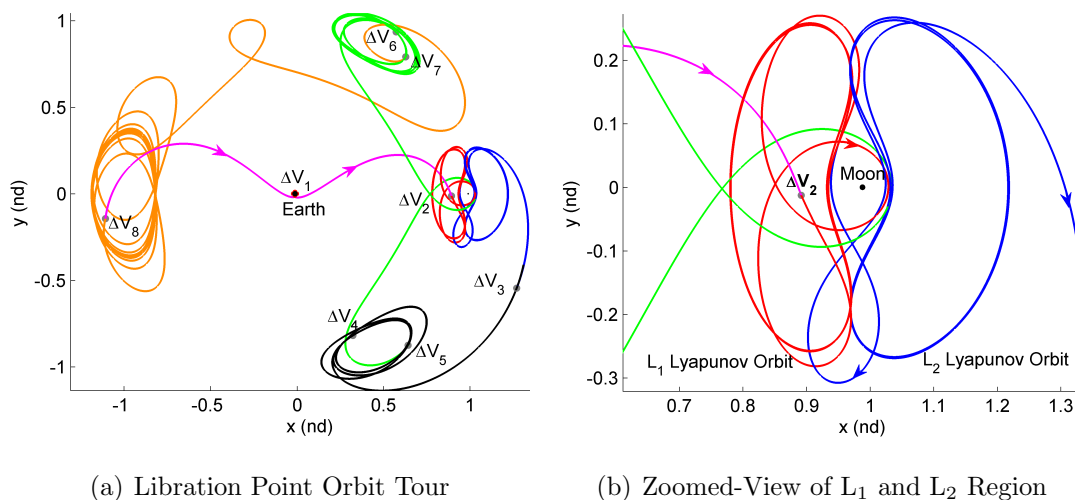 1
0.5
0
-0.5
-1
y (nd)
-1
-0.5
0
0.5
1
x (nd)
ΔV6
ΔV7
ΔV1
Earth
ΔV2
ΔV8
ΔV3
ΔV4
ΔV5
(a) Libration Point Orbit Tour
0.2
0.1
0
-0.1
-0.2
-0.3
y (nd)
0.7
0.8
0.9
1
1.1
1.2
1.3
x (nd)
ΔV2
Moon
L1 Lyapunov Orbit
L2 Lyapunov Orbit
(b) Zoomed-View of L1 and L2 Region